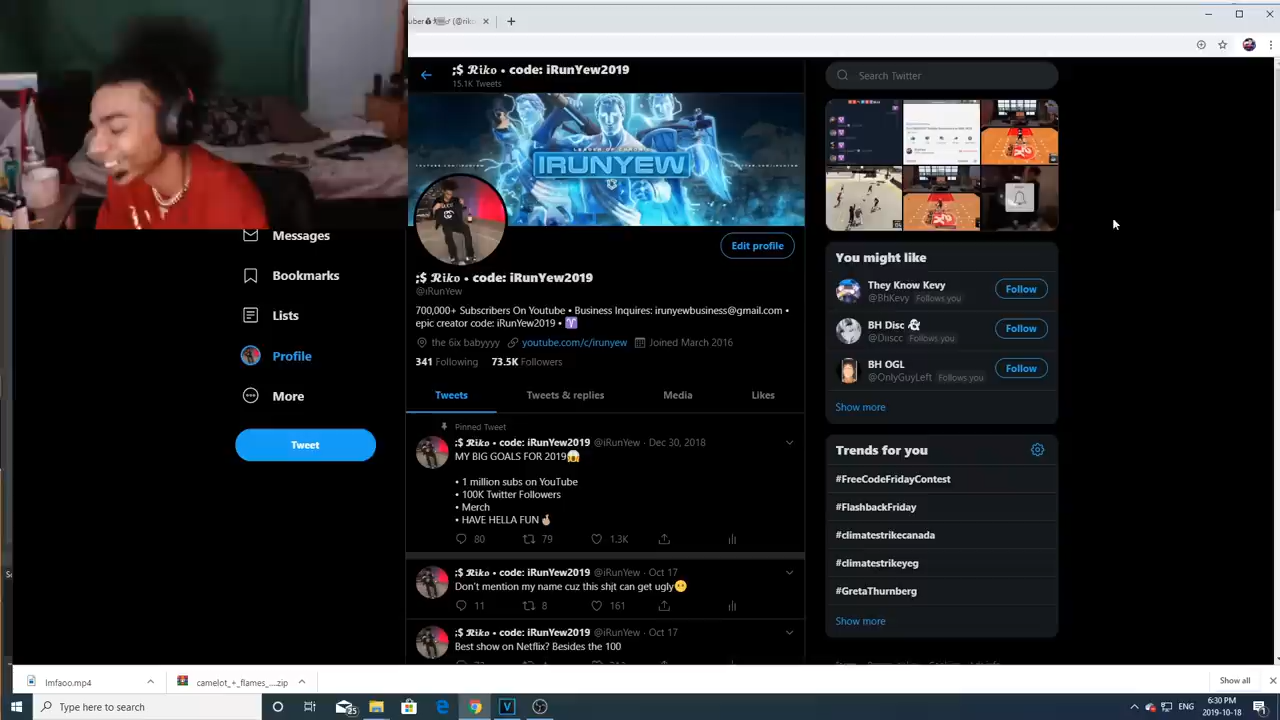 uber
(@riko
;$ Riko • code: iRunYew2019
15.1K Tweets
Search Twitter
IRUNYEW
Edit profile
Messages
Bookmarks
Lists
Profile
More
Tweet
;$ Riko • code: iRunYew2019
@iRunYew
700,000+ Subscribers On Youtube • Business Inquires: irunyewbusiness@gmail.com •
epic creator code: iRunYew2019 • ♈
the 6ix babyyyy youtube.com/c/irunyew Joined March 2016
341 Following 73.5K Followers
Tweets Tweets & replies Media Likes
Pinned Tweet
;$ Riko • code: iRunYew2019 @iRunYew · Dec 30, 2018
MY BIG GOALS FOR 2019😱
• 1 million subs on YouTube
• 100K Twitter Followers
• Merch
• HAVE HELLA FUN🤞🏼
80 79 1.3K
;$ Riko • code: iRunYew2019 @iRunYew · Oct 17
Don't mention my name cuz this sh¡t can get ugly😶
11 8 161
;$ Riko • code: iRunYew2019 @iRunYew · Oct 17
Best show on Netflix? Besides the 100
You might like
They Know Kevy
@BhKevy Follows you
Follow
BH Disc 👻
@Diiscc Follows you
Follow
BH OGL
@OnlyGuyLeft Follows you
Follow
Show more
Trends for you
#FreeCodeFridayContest
#FlashbackFriday
#climatestrikecanada
#climatestrikeyeg
#GretaThurnberg
Show more
lmfaoo.mp4
camelot_+_flames_....zip
Show all
Type here to search
25
ENG
6:30 PM
2019-10-18